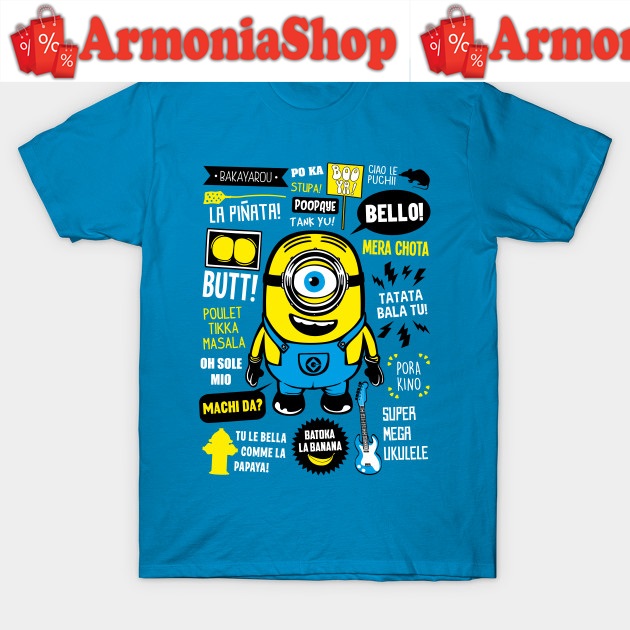 ArmoniaShop
Armon
BAKAYAROU
PO KA
STUPA!
BOO
YA!
CIAO LE
PUCHI!
LA PIÑATA!
POOPAYE
TANK YU!
BELLO!
MERA CHOTA
BUTT!
TATATA
BALA TU!
POULET
TIKKA
MASALA
OH SOLE
MIO
PORA
KINO
MACHI DA?
TU LE BELLA
COMME LA
PAPAYA!
BATOKA
LA BANANA
SUPER
MEGA
UKULELE